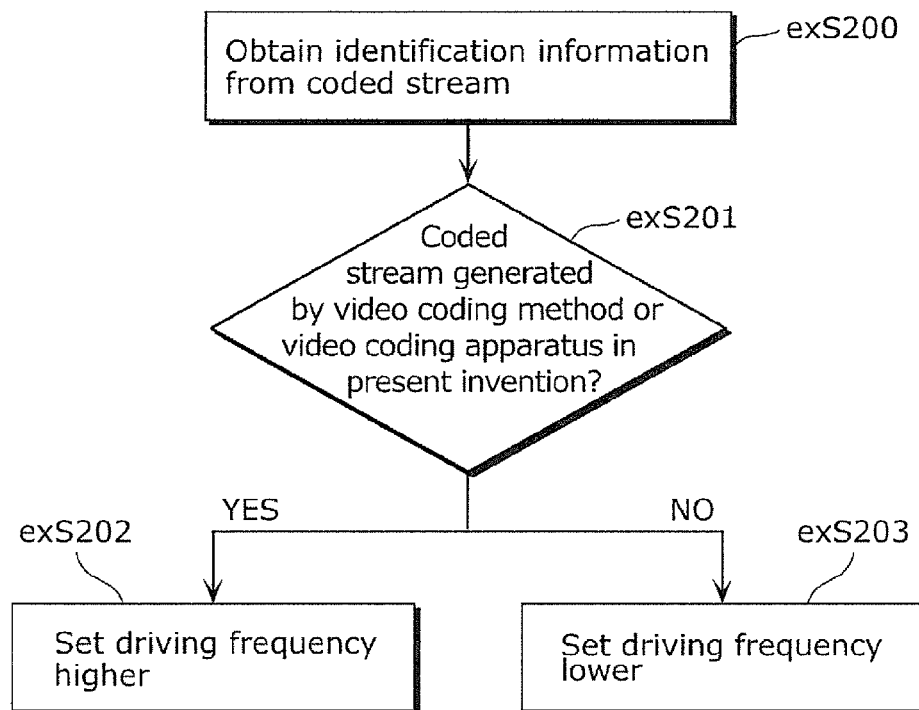 exS200
Obtain identification information
from coded stream
exS201
Coded
stream generated
by video coding method or
video coding apparatus in
present invention?
YES
NO
exS202
exS203
Set driving frequency
higher
Set driving frequency
lower